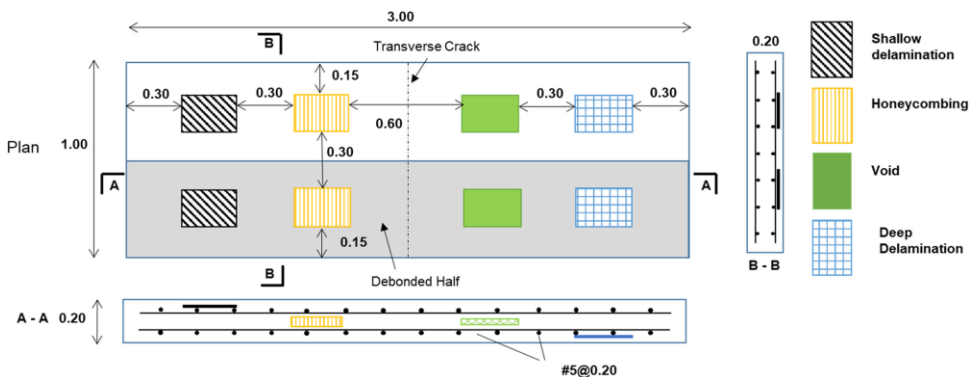 3.00
B
Transverse Crack
0.20
Shallow
delamination
0.15
0.30
0.30
0.30
0.30
0.60
Honeycombing
Plan
1.00
0.30
A
A
Void
0.15
Deep
Delamination
B
Debonded Half
B - B
A - A
0.20
#5@0.20